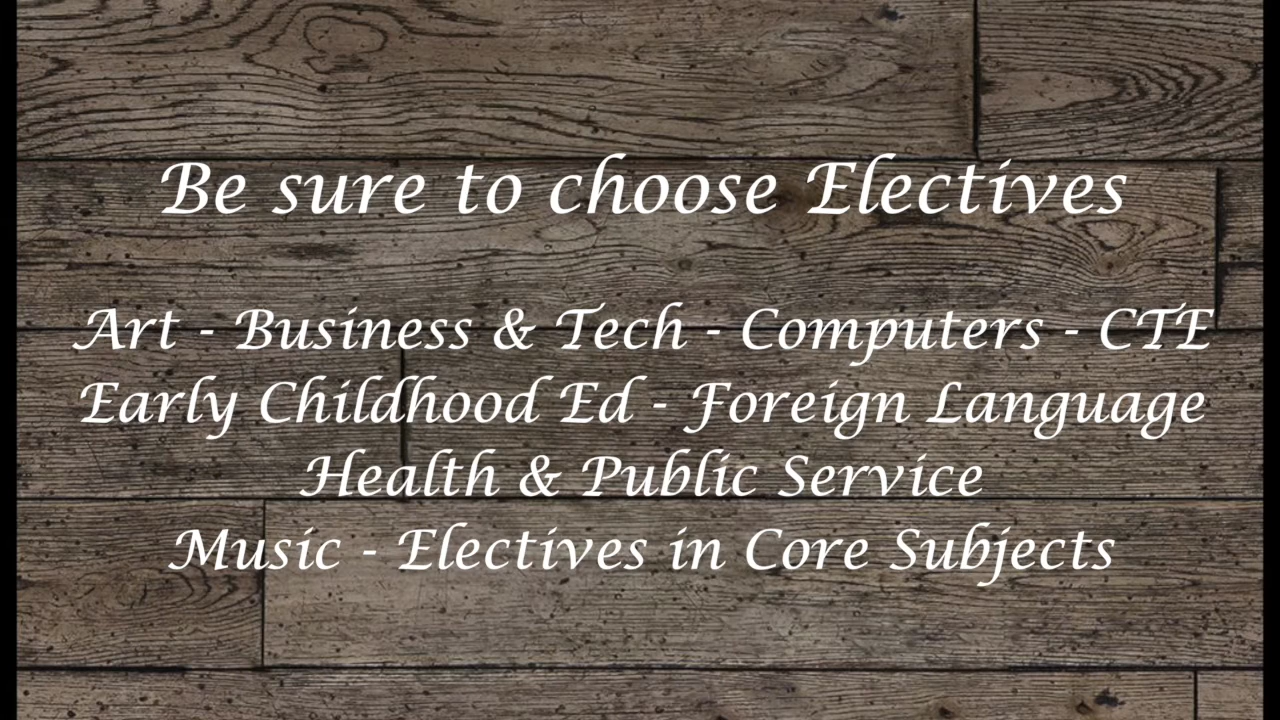 Be sure to choose Electives
Art - Business & Tech - Computers - CTE
Early Childhood Ed - Foreign Language
Health & Public Service
Music - Electives in Core Subjects